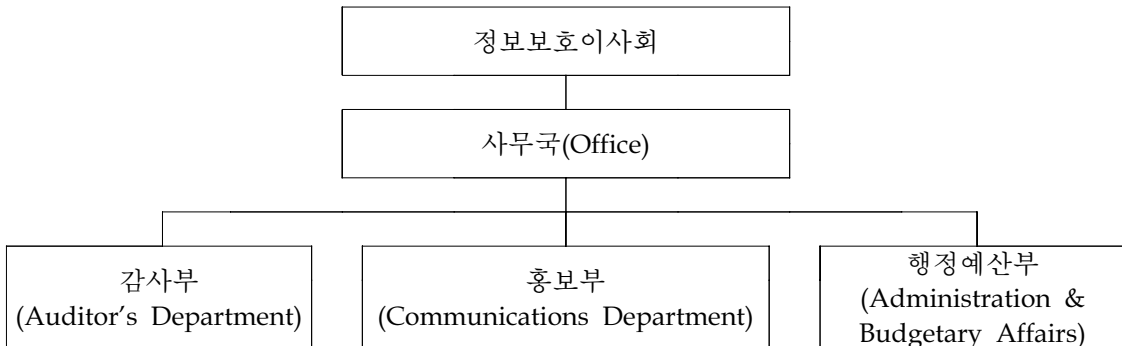 정보보호이사회
사무국(Office)
감사부
(Auditor's Department)
홍보부
(Communications Department)
행정예산부
(Administration &
Budgetary Affairs)